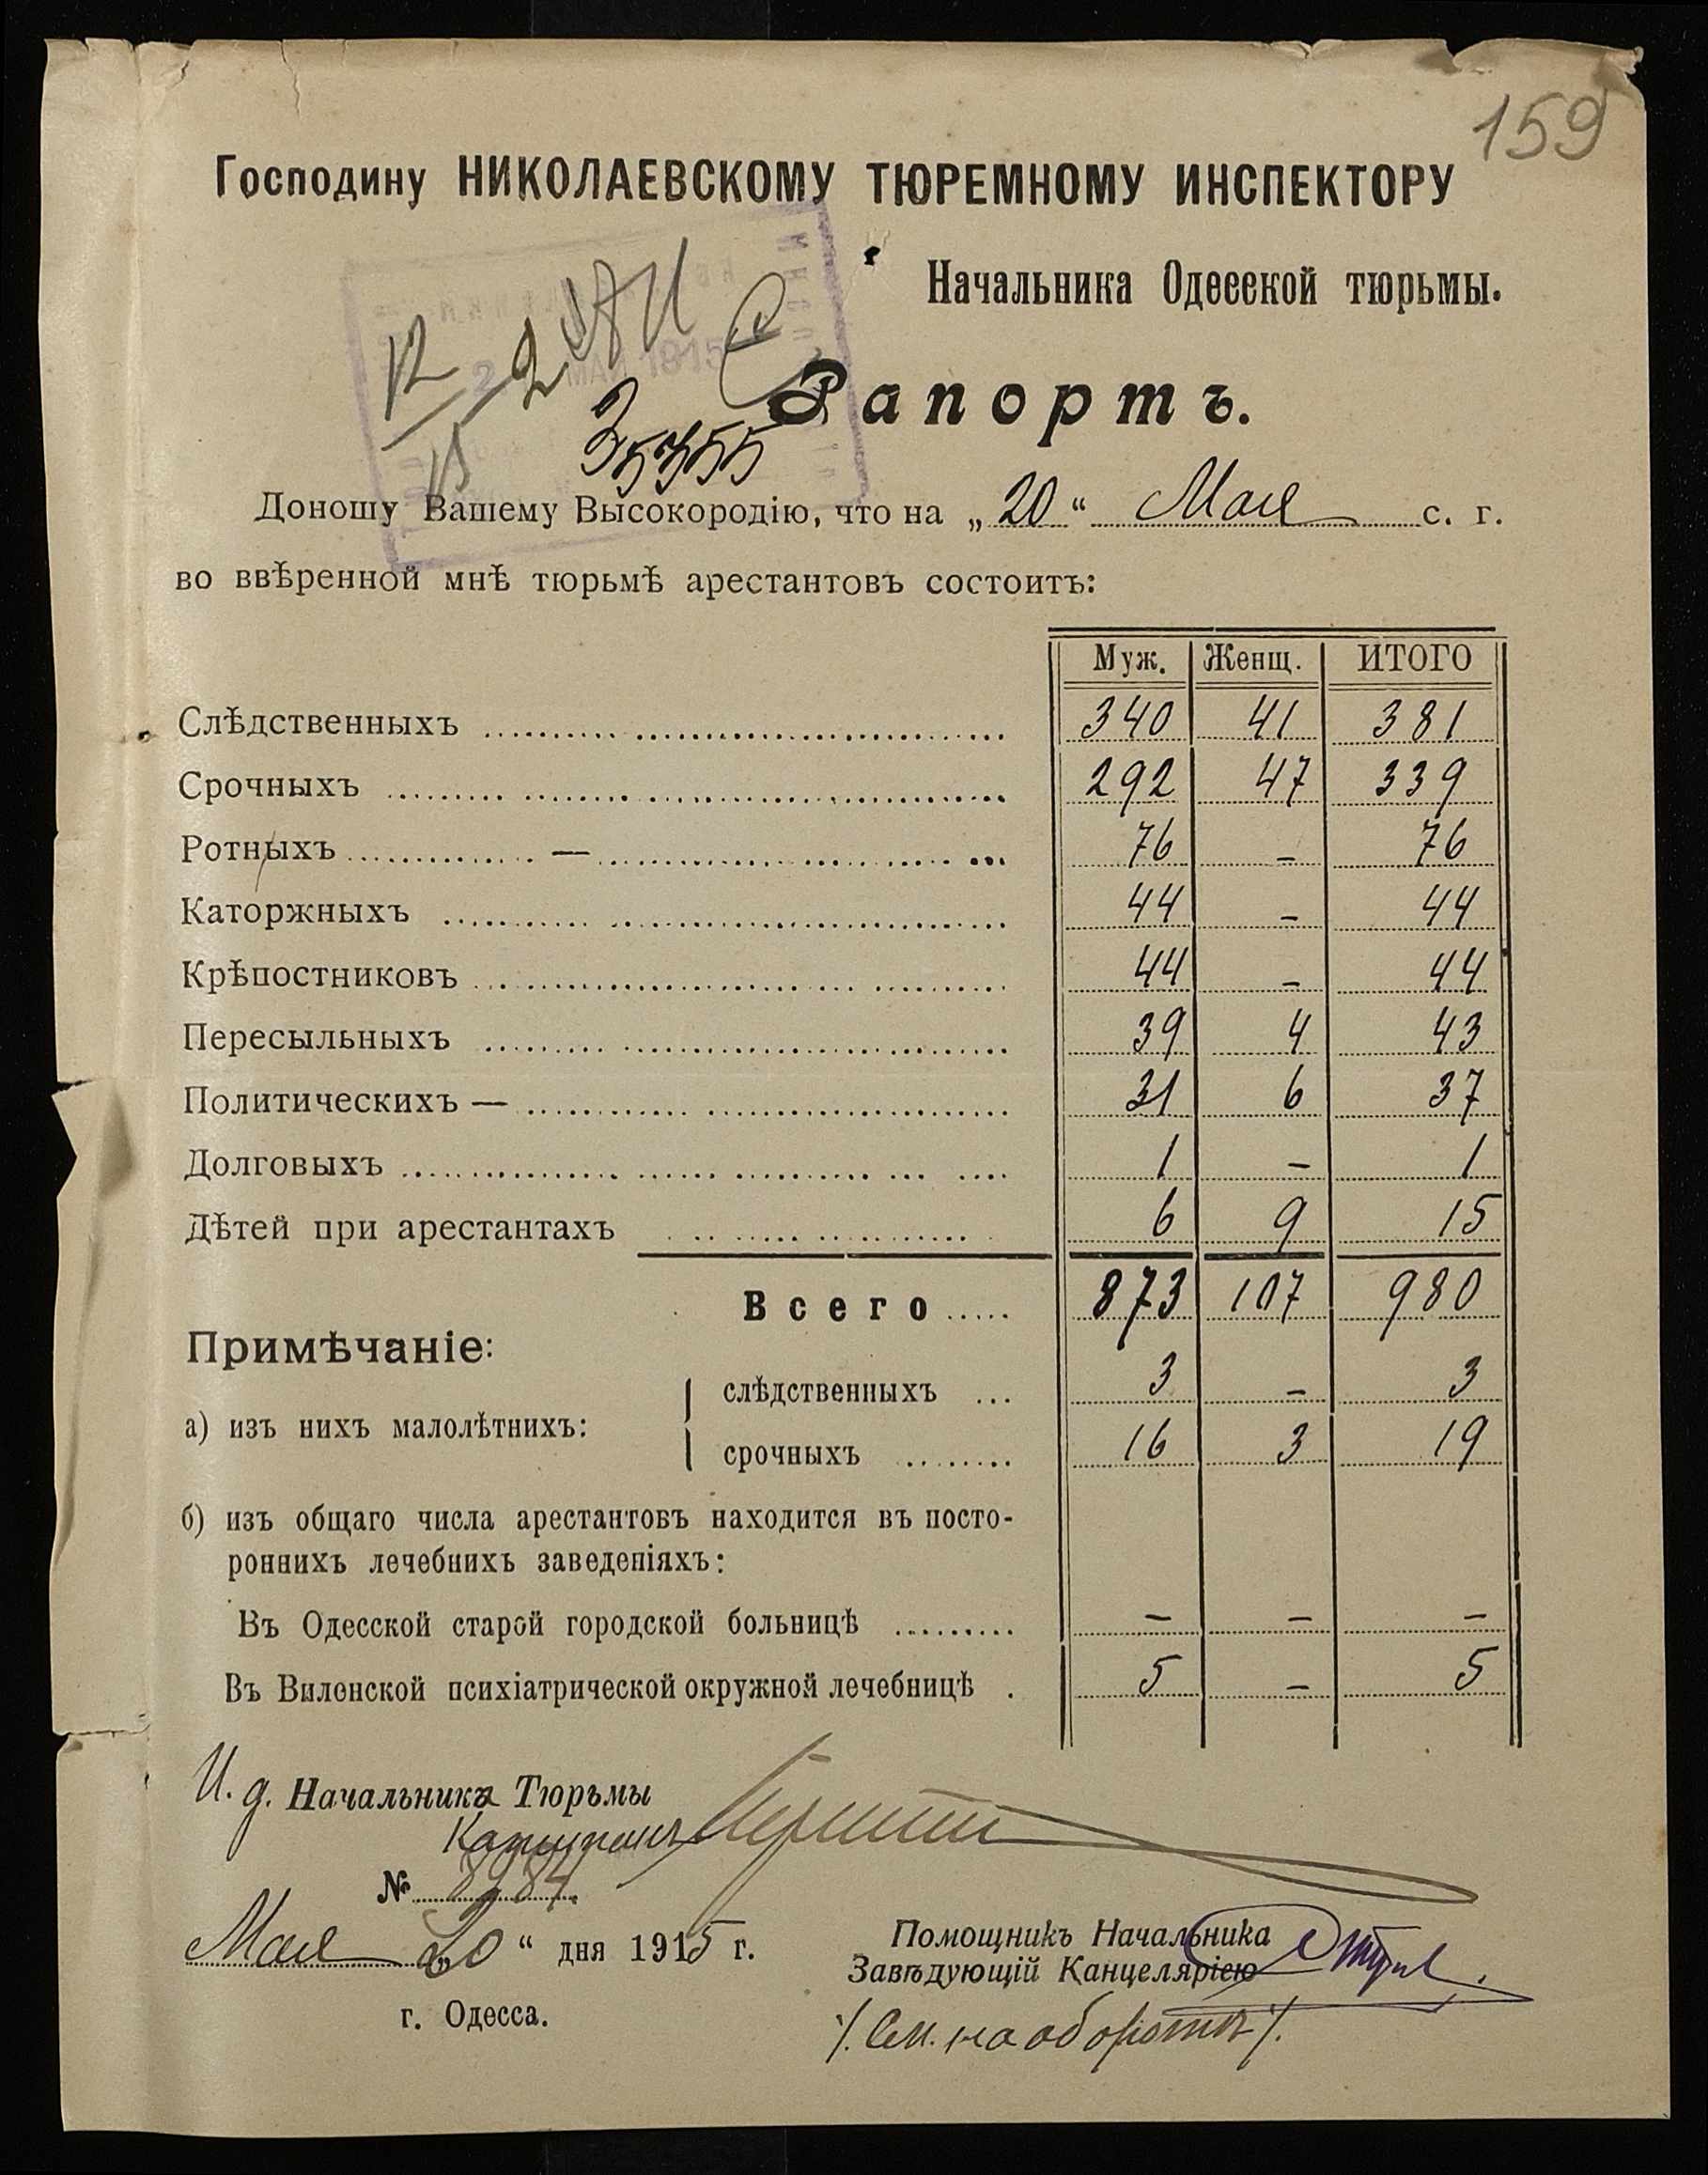 159
Господину НИКОЛАЕВСКОМУ ТЮРЕМНОМУ ИНСПЕКТОРУ
Начальника Одесской тюрьмы.
Рапортъ.
Доношу Вашему Высокородію, что на „20“ Мая с. г.
во ввѣренной мнѣ тюрьмѣ арестантовъ состоитъ:
Муж. Женщ. ИТОГО
Слѣдственныхъ 340 41 381
Срочныхъ 292 47 339
Ротныхъ — 76 - 76
Каторжныхъ 44 - 44
Крѣпостниковъ 44 - 44
Пересыльныхъ 39 4 43
Политическихъ — 31 6 37
Долговыхъ 1 - 1
Дѣтей при арестантахъ 6 9 15
Всего 873 107 980
Примѣчаніе:
слѣдственныхъ 3 - 3
а) изъ нихъ малолѣтнихъ:
срочныхъ 16 3 19
б) изъ общаго числа арестантовъ находится въ посто-
роннихъ лечебнихъ заведеніяхъ:
Въ Одесской старой городской больницѣ - - -
Въ Виленской психіатрической окружной лечебницѣ 5 - 5
И. д. Начальника Тюрьмы
Капитанъ
№ 8984.
Мая „20“ дня 1915 г.
Помощникъ Начальника
Завѣдующій Канцеляріею
г. Одесса.
/. См. на оборотѣ /.